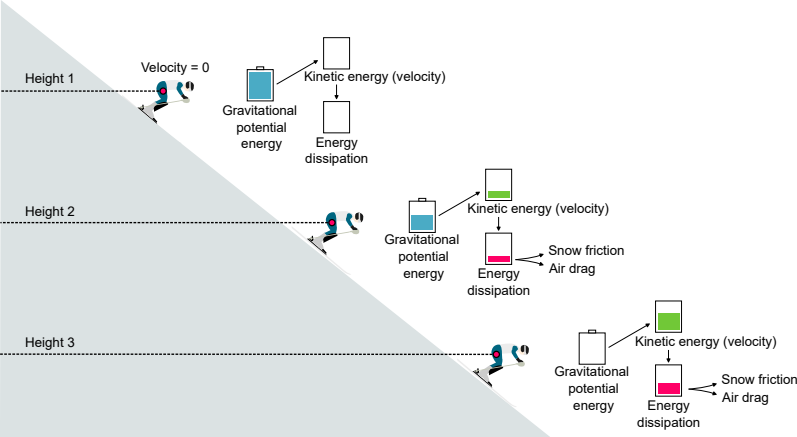 Velocity = 0
Height 1
Kinetic energy (velocity)
Gravitational
potential
energy
Energy
dissipation
Height 2
Kinetic energy (velocity)
Gravitational
potential
energy
Snow friction
Air drag
Energy
dissipation
Height 3
Kinetic energy (velocity)
Gravitational
potential
energy
Snow friction
Air drag
Energy
dissipation